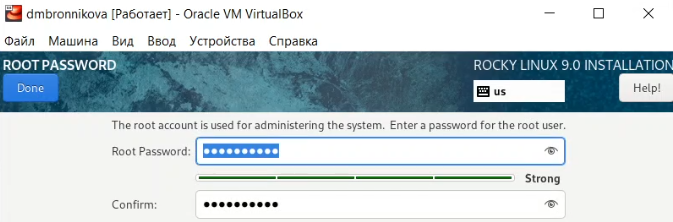 dmbronnikova [Работает] - Oracle VM VirtualBox
Файл Машина Вид Ввод Устройства Справка
ROOT PASSWORD
ROCKY LINUX 9.0 INSTALLATION
Done
us
Help!
The root account is used for administering the system. Enter a password for the root user.
Root Password: ●●●●●●●●●●
Strong
Confirm: ●●●●●●●●●●